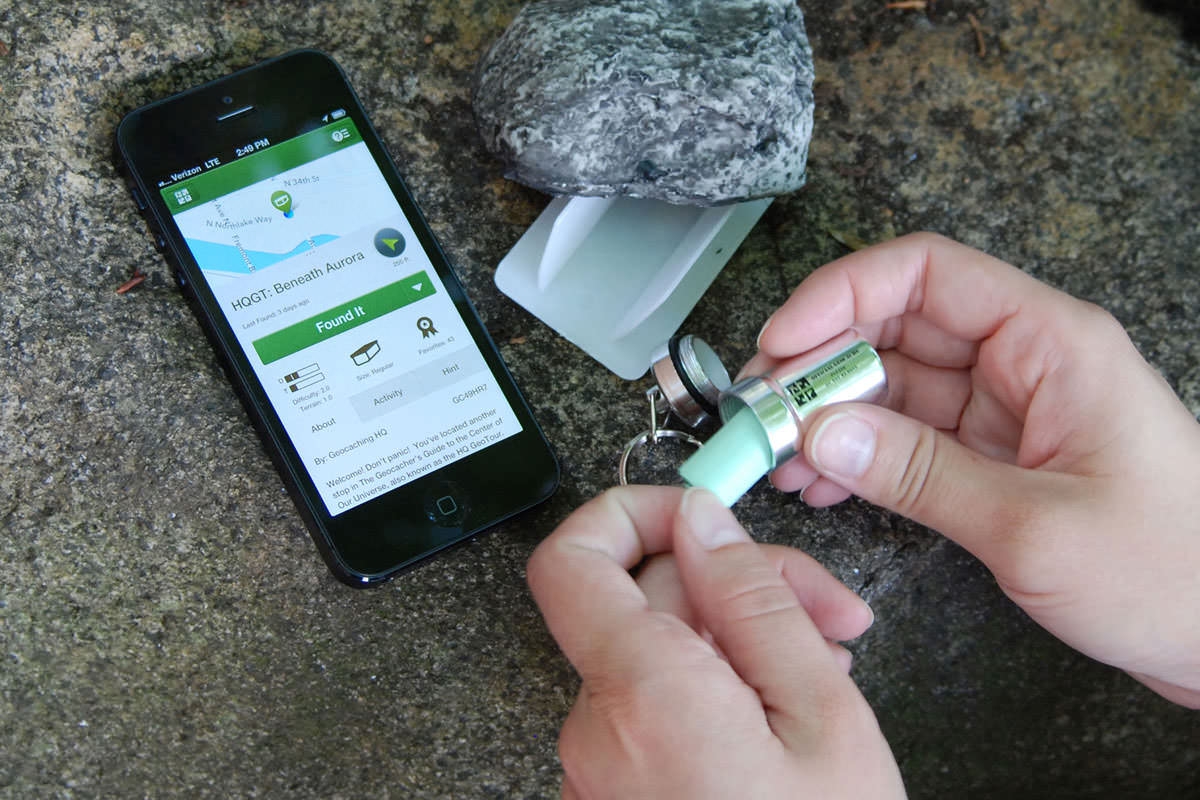 Verizon LTE 2:49 PM
N 34th St
N Northlake Way
265 ft
HQGT: Beneath Aurora
Last Found: 3 days ago
Found It
D
T
Difficulty: 2.0
Terrain: 1.0
Size: Regular
Favorites: 43
Activity
Hint
About
GC49HR7
By: Geocaching HQ
Welcome! Don't panic! You've located another
stop in The Geocacher's Guide to the Center of
Our Universe, also known as the HQ GeoTour.